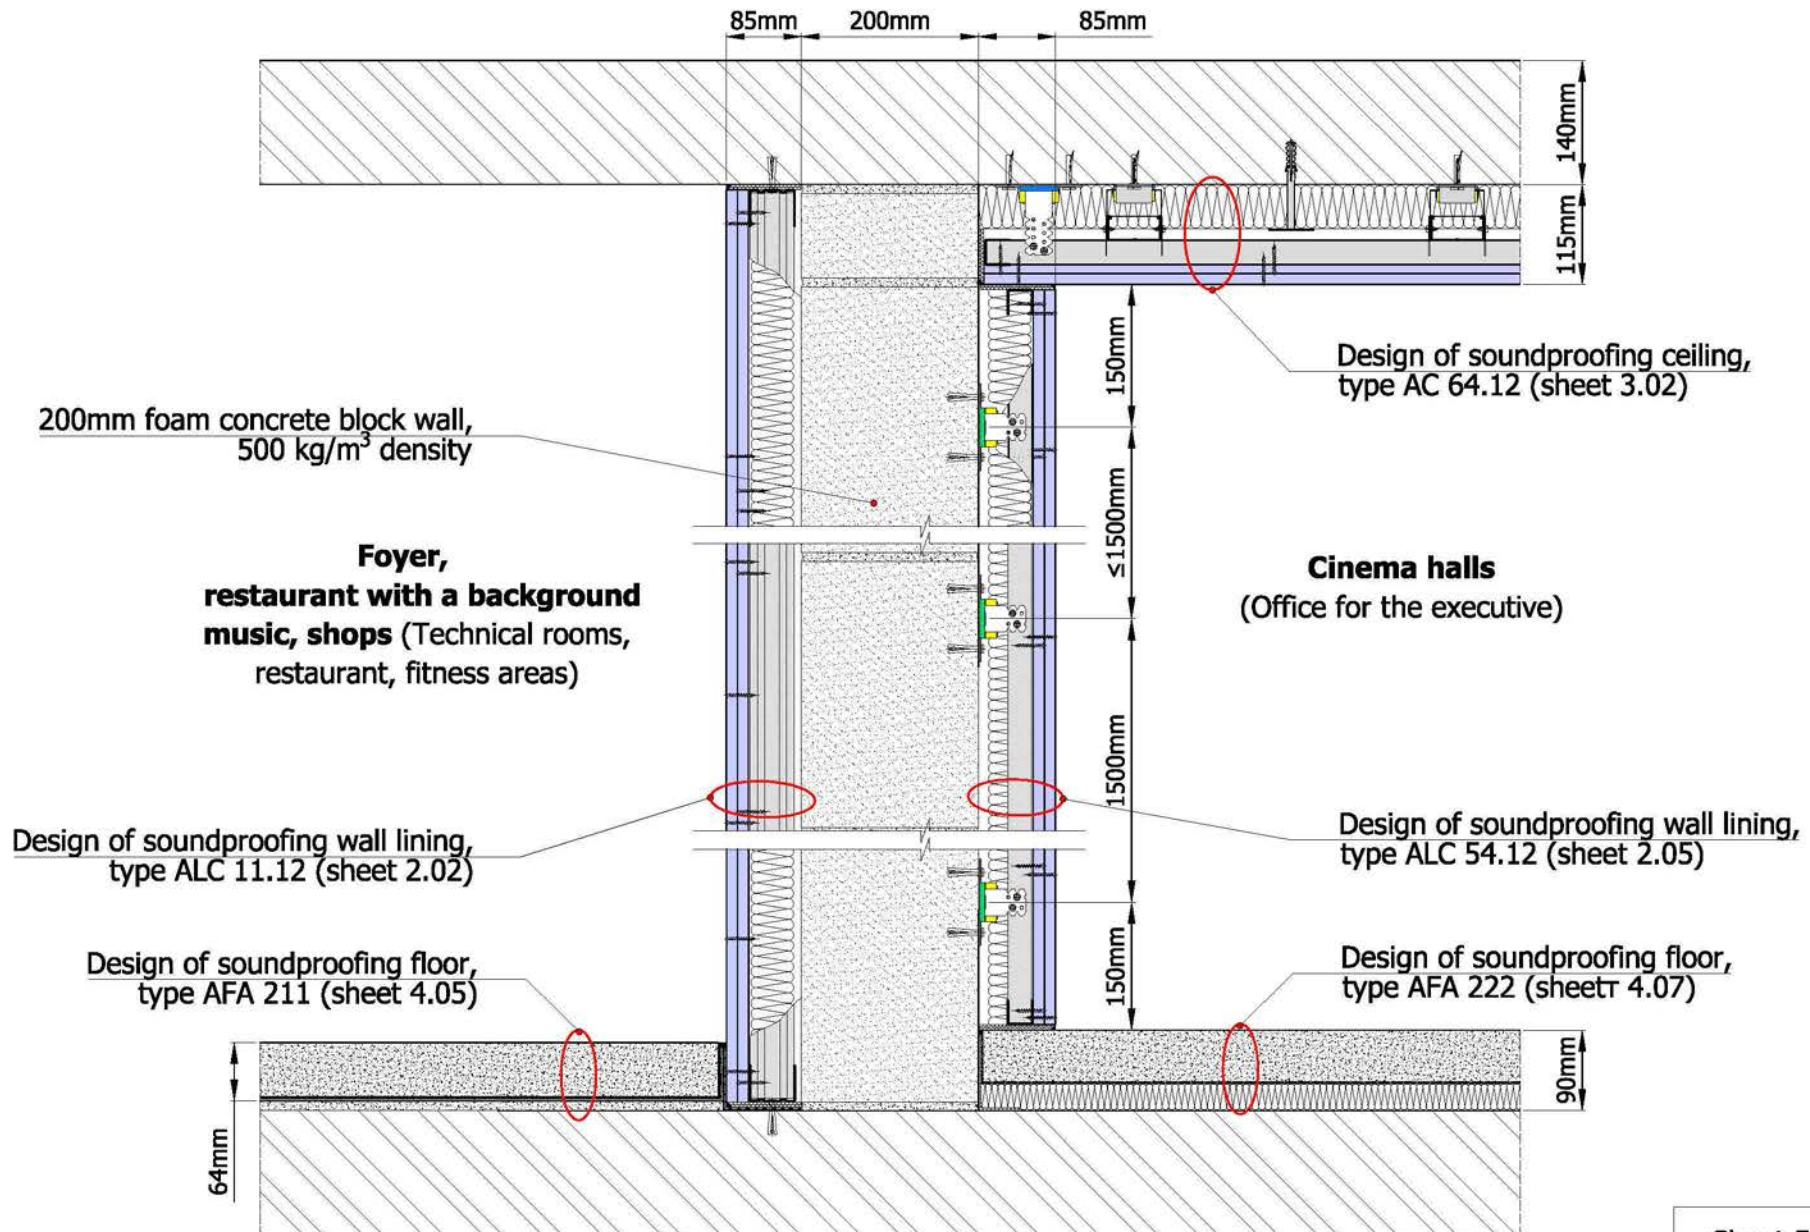 85mm
200mm
85mm
140mm
115mm
150mm
Design of soundproofing ceiling,
type AC 64.12 (sheet 3.02)
200mm foam concrete block wall,
500 kg/m³ density
≤1500mm
Foyer,
restaurant with a background
music, shops (Technical rooms,
restaurant, fitness areas)
Cinema halls
(Office for the executive)
1500mm
Design of soundproofing wall lining,
type ALC 11.12 (sheet 2.02)
Design of soundproofing wall lining,
type ALC 54.12 (sheet 2.05)
Design of soundproofing floor,
type AFA 211 (sheet 4.05)
150mm
Design of soundproofing floor,
type AFA 222 (sheetт 4.07)
90mm
64mm